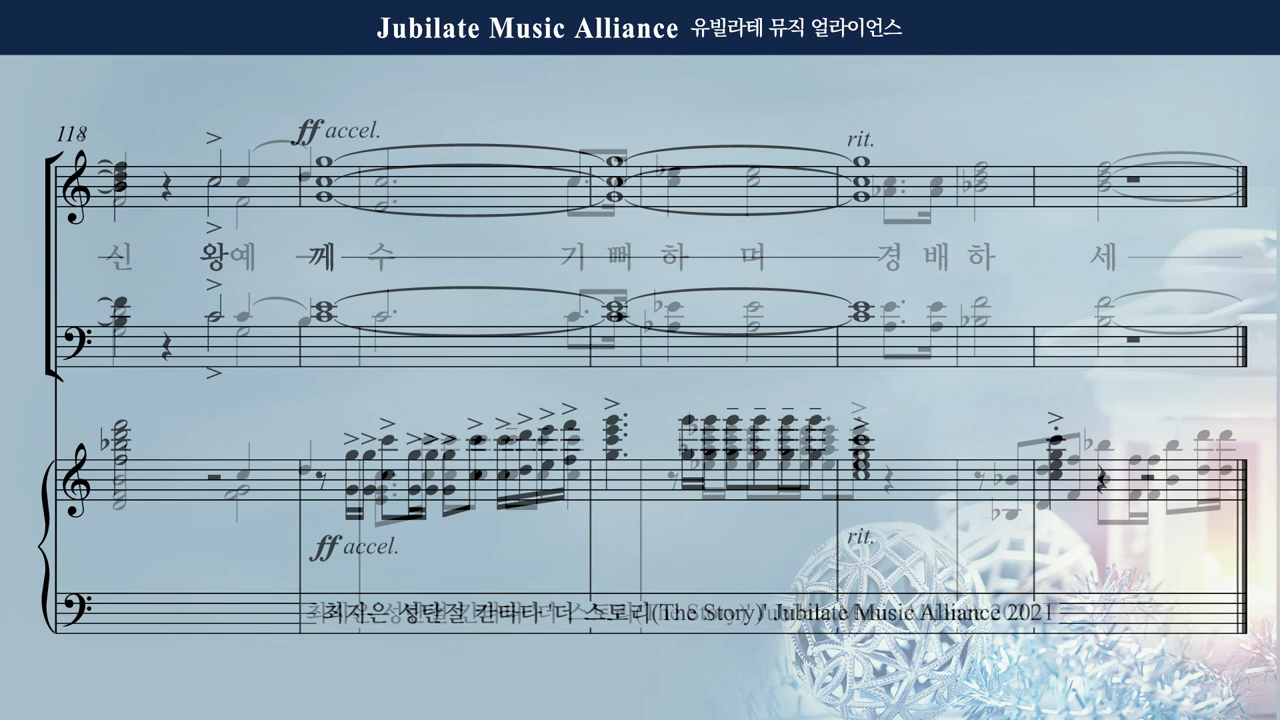 Jubilate Music Alliance 유빌라테 뮤직 얼라이언스
118
ff accel.
rit.
신 왕 예 께 수 기 뻐 하 며 경 배 하 세
ff accel.
rit.
최지은 성탄절 칸타타 '더 스토리(The Story)' Jubilate Music Alliance 2021